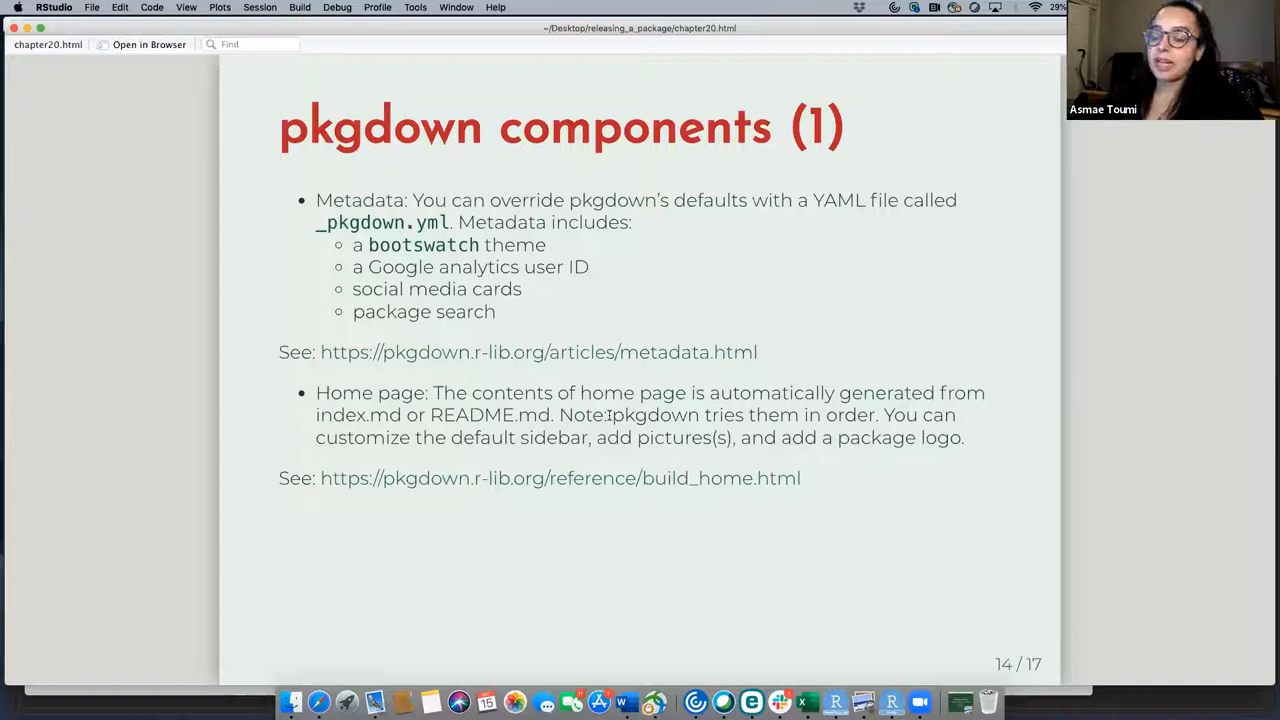 RStudio File Edit Code View Plots Session Build Debug Profile Tools Window Help 29%
~/Desktop/releasing_a_package/chapter20.html
chapter20.html Open in Browser Find
Asmae Toumi
pkgdown components (1)
Metadata: You can override pkgdown's defaults with a YAML file called
_pkgdown.yml. Metadata includes:
a bootswatch theme
a Google analytics user ID
social media cards
package search
See: https://pkgdown.r-lib.org/articles/metadata.html
Home page: The contents of home page is automatically generated from
index.md or README.md. Note: pkgdown tries them in order. You can
customize the default sidebar, add pictures(s), and add a package logo.
See: https://pkgdown.r-lib.org/reference/build_home.html
14 / 17
15